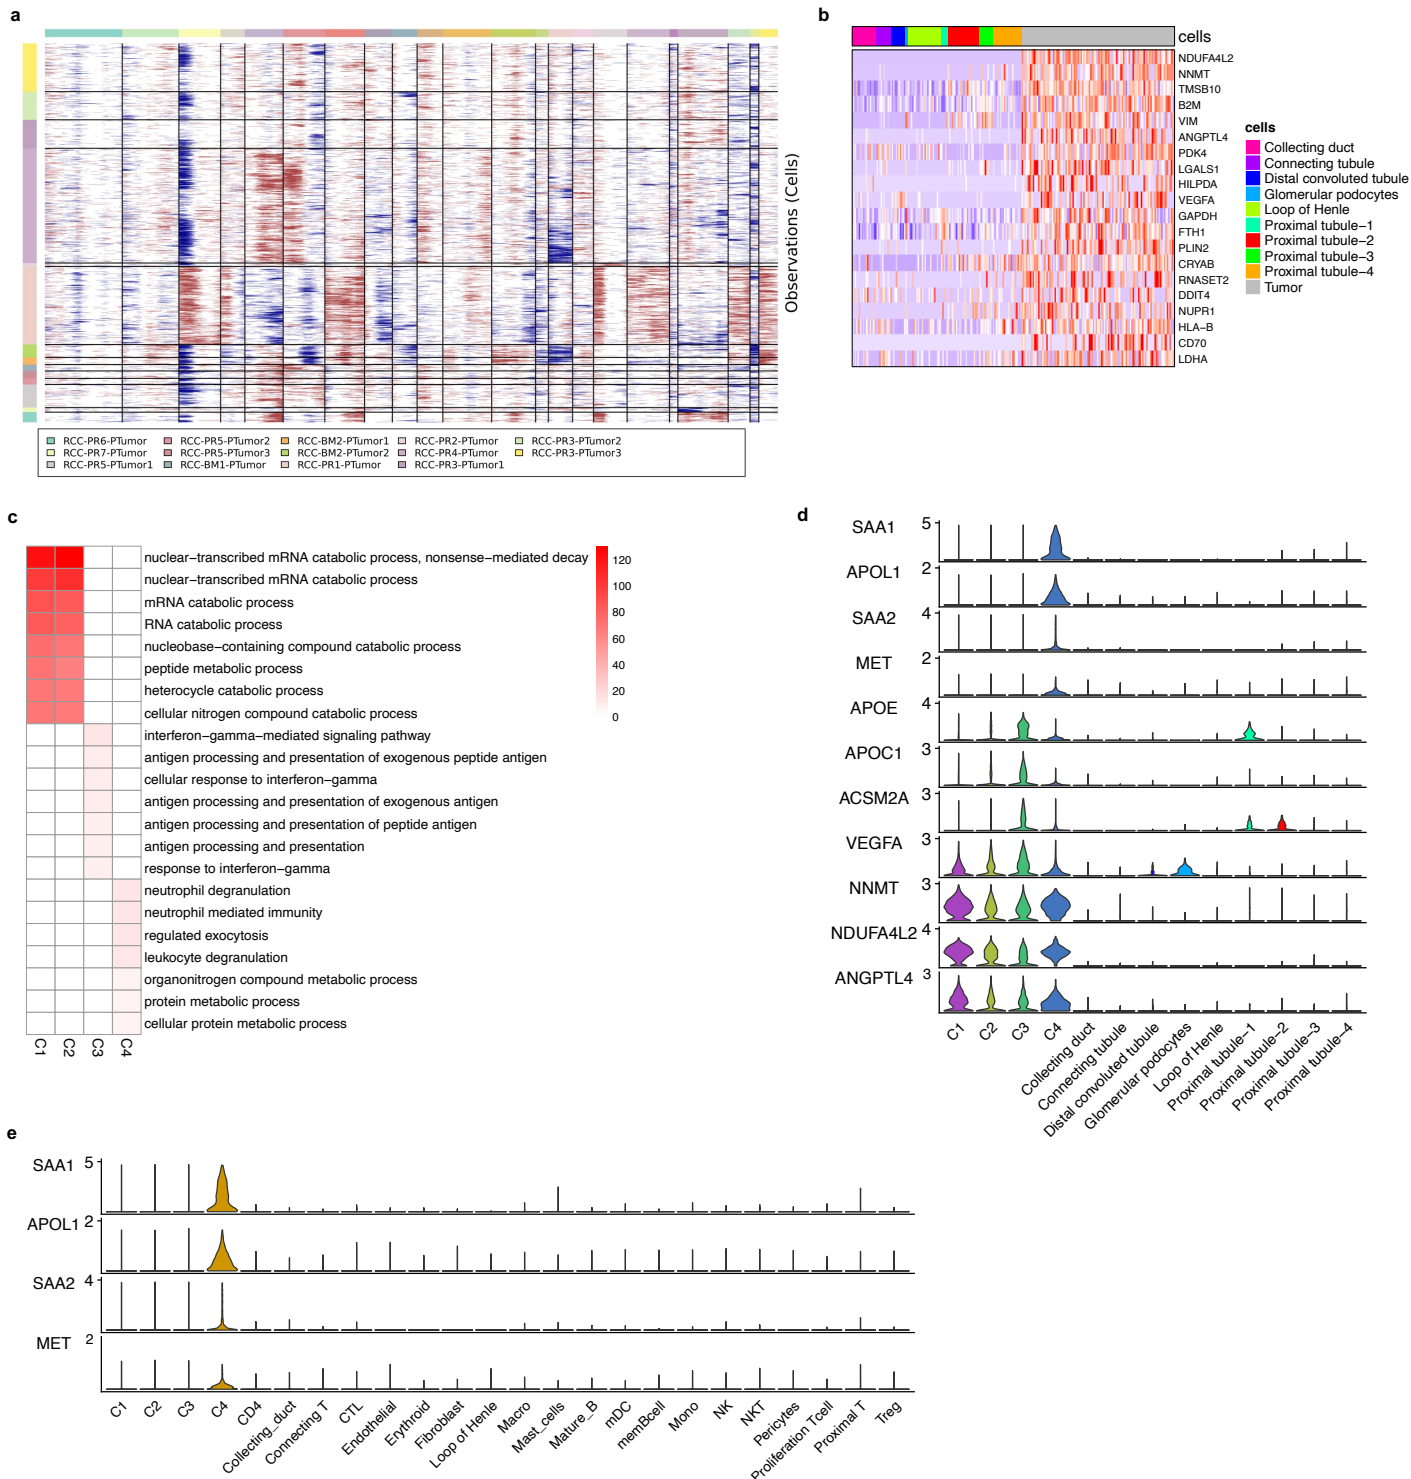 a
Observations (Cells)
RCC-PR6-PTumor RCC-PR5-PTumor2 RCC-BM2-PTumor1 RCC-PR2-PTumor RCC-PR3-PTumor2
RCC-PR7-PTumor RCC-PR5-PTumor3 RCC-BM2-PTumor2 RCC-PR4-PTumor RCC-PR3-PTumor3
RCC-PR5-PTumor1 RCC-BM1-PTumor RCC-PR1-PTumor RCC-PR3-PTumor1
b
cells
NDUFA4L2
NNMT
TMSB10
B2M
VIM
ANGPTL4
PDK4
LGALS1
HILPDA
VEGFA
GAPDH
FTH1
PLIN2
CRYAB
RNASET2
DDIT4
NUPR1
HLA−B
CD70
LDHA
cells
Collecting duct
Connecting tubule
Distal convoluted tubule
Glomerular podocytes
Loop of Henle
Proximal tubule−1
Proximal tubule−2
Proximal tubule−3
Proximal tubule−4
Tumor
c
nuclear−transcribed mRNA catabolic process, nonsense−mediated decay
nuclear−transcribed mRNA catabolic process
mRNA catabolic process
RNA catabolic process
nucleobase−containing compound catabolic process
peptide metabolic process
heterocycle catabolic process
cellular nitrogen compound catabolic process
interferon−gamma−mediated signaling pathway
antigen processing and presentation of exogenous peptide antigen
cellular response to interferon−gamma
antigen processing and presentation of exogenous antigen
antigen processing and presentation of peptide antigen
antigen processing and presentation
response to interferon−gamma
neutrophil degranulation
neutrophil mediated immunity
regulated exocytosis
leukocyte degranulation
organonitrogen compound metabolic process
protein metabolic process
cellular protein metabolic process
C1 C2 C3 C4
120
100
80
60
40
20
0
d
SAA1 5
APOL1 2
SAA2 4
MET 2
APOE 4
APOC1 3
ACSM2A 3
VEGFA 3
NNMT 3
NDUFA4L2 4
ANGPTL4 3
C1
C2
C3
C4
Collecting duct
Connecting tubule
Distal convoluted tubule
Glomerular podocytes
Loop of Henle
Proximal tubule−1
Proximal tubule−2
Proximal tubule−3
Proximal tubule−4
e
SAA1 5
APOL1 2
SAA2 4
MET 2
C1
C2
C3
C4
CD4
Collecting_duct
Connecting T
CTL
Endothelial
Erythroid
Fibroblast
Loop of Henle
Macro
Mast_cells
Mature_B
mDC
memBcell
Mono
NK
NKT
Pericytes
Proliferation Tcell
Proximal T
Treg